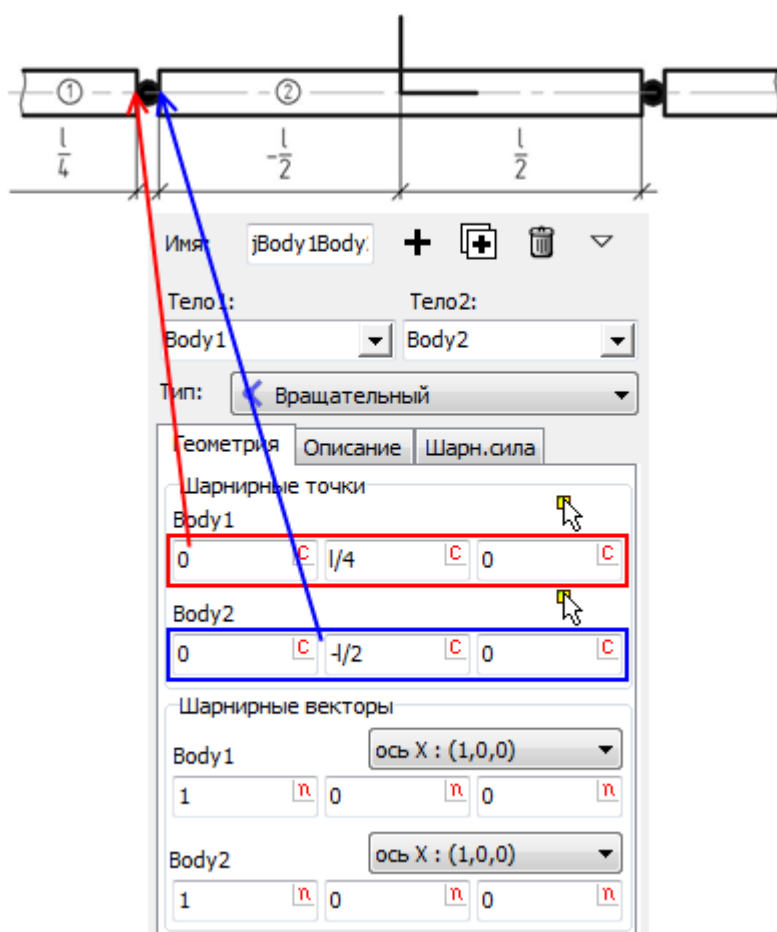 1 2
l/4 -l/2 l/2
Имя: jBody1Body
Тело1: Тело2:
Body1 Body2
Тип: Вращательный
Геометрия Описание Шарн.сила
Шарнирные точки
Body1
0 C l/4 C 0 C
Body2
0 C -l/2 C 0 C
Шарнирные векторы
Body1 ось X : (1,0,0)
1 n 0 n 0 n
Body2 ось X : (1,0,0)
1 n 0 n 0 n